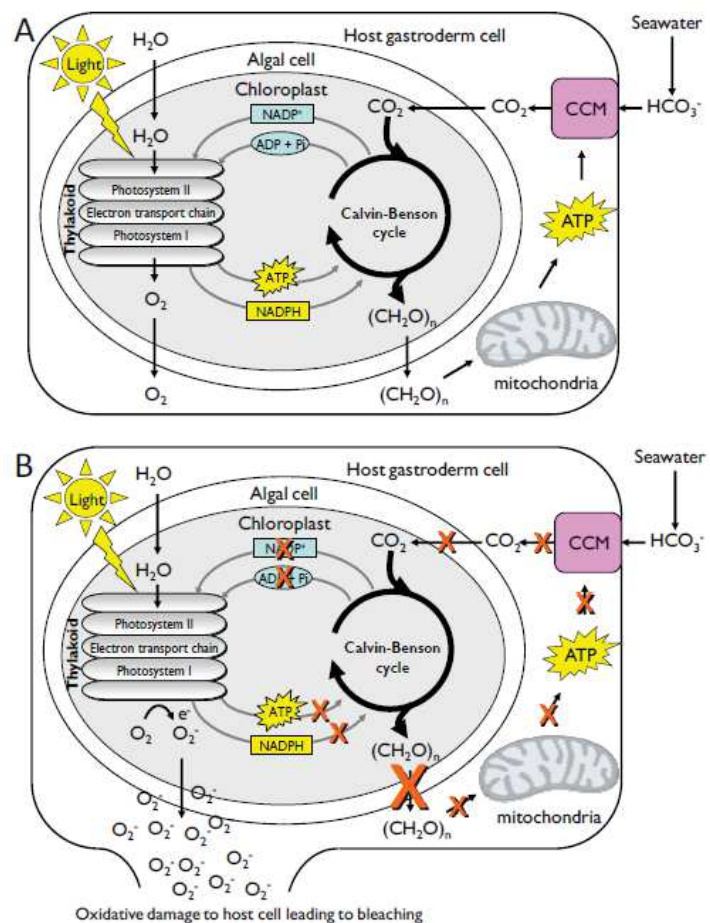 A
Host gastroderm cell
Seawater
H₂O
Light
Algal cell
Chloroplast
NADP⁺
CO₂
CO₂
CCM
HCO₃⁻
H₂O
ADP + Pi
Thylakoid
Photosystem II
Electron transport chain
Photosystem I
Calvin-Benson
cycle
ATP
ATP
NADPH
O₂
(CH₂O)ₙ
mitochondria
O₂
(CH₂O)ₙ
B
Host gastroderm cell
Seawater
H₂O
Light
Algal cell
Chloroplast
NADP⁺
CO₂
CO₂
CCM
HCO₃⁻
H₂O
ADP + Pi
Thylakoid
Photosystem II
Electron transport chain
Photosystem I
Calvin-Benson
cycle
ATP
ATP
e⁻
O₂ O₂⁻
NADPH
(CH₂O)ₙ
mitochondria
(CH₂O)ₙ
O₂⁻ O₂⁻
O₂⁻ O₂⁻ O₂⁻ O₂⁻
O₂⁻ O₂⁻ O₂⁻
O₂⁻ O₂⁻
Oxidative damage to host cell leading to bleaching